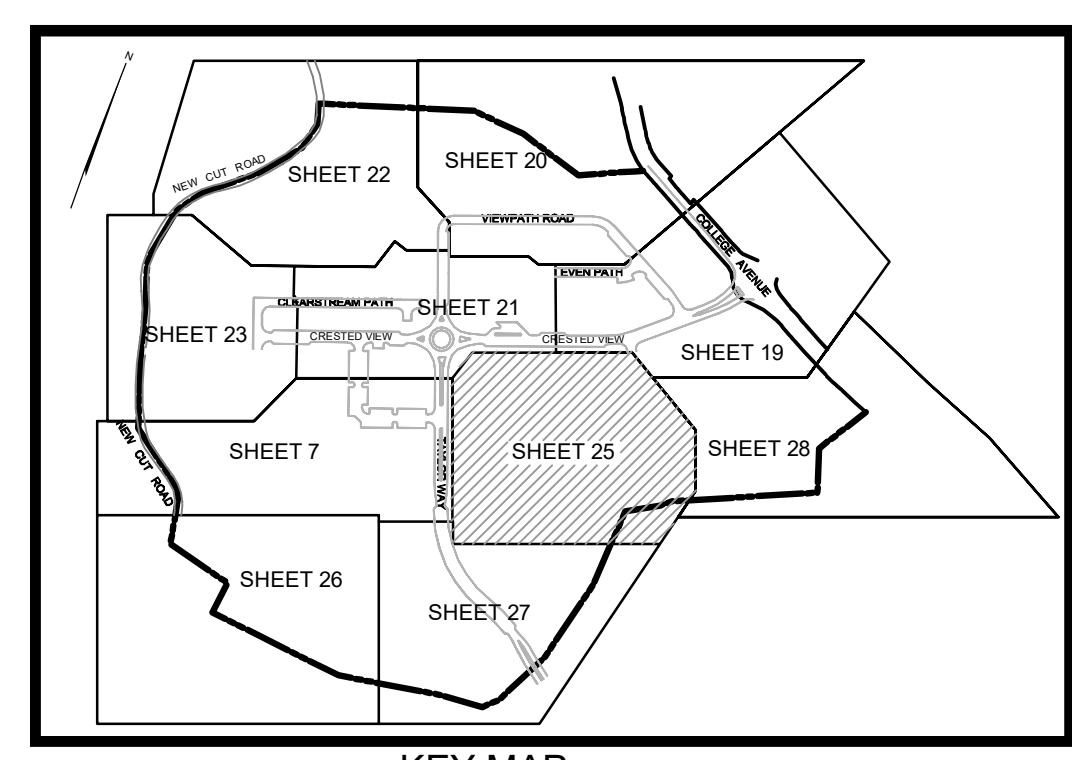 N
NEW CUT ROAD
SHEET 22
SHEET 20
VIEWPATH ROAD
COLLEGE AVENUE
EVEN PATH
CLEARSTREAM PATH
SHEET 21
SHEET 23
CRESTED VIEW
CRESTED VIEW
SHEET 19
NEW CUT ROAD
SHEET 7
WAY
SHEET 25
SHEET 28
SHEET 26
SHEET 27
KEY MAP